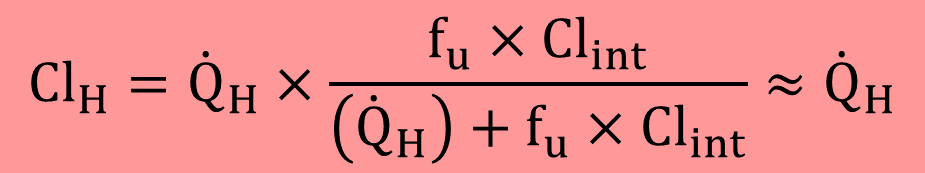 Cl_H = Q̇_H × (f_u × Cl_int) / ((Q̇_H) + f_u × Cl_int) ≈ Q̇_H